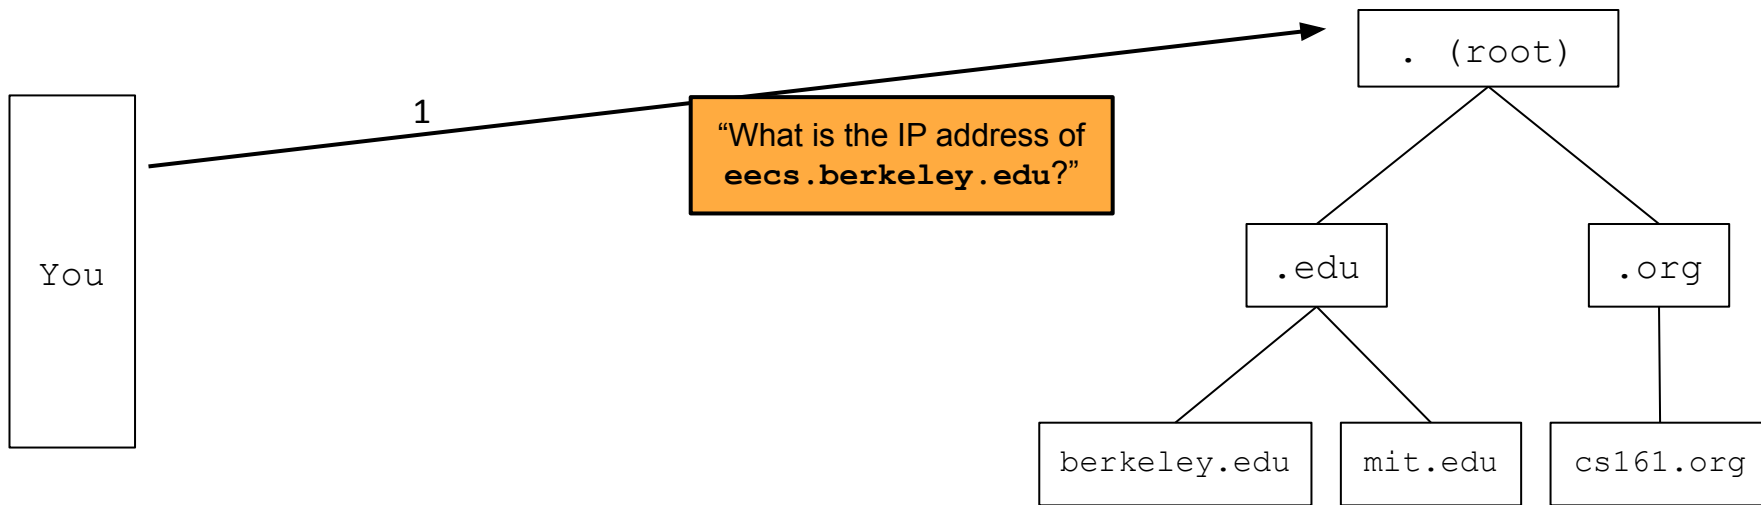 . (root)
1
“What is the IP address of
eecs.berkeley.edu?”
You
.edu
.org
berkeley.edu
mit.edu
cs161.org